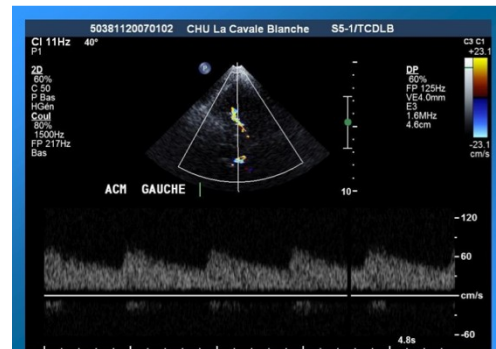 50381120070102 CHU La Cavale Blanche S5-1/TCDLB
CI 11Hz 40°
P1
2D
60%
C 50
P Bas
HGén
Coul
80%
1500Hz
FP 217Hz
Bas
C3 C1
+23.1
DP
60%
FP 125Hz
VE4.0mm
E3
1.6MHz
4.6cm
-23.1
cm/s
ACM GAUCHE
10-
-120
-60
cm/s
-60
4.8s